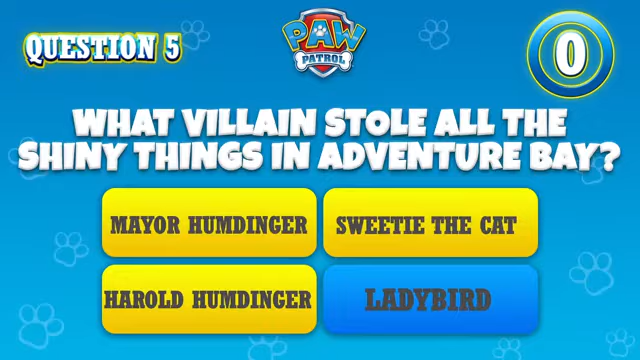 QUESTION 5
PAW
PATROL
0
WHAT VILLAIN STOLE ALL THE
SHINY THINGS IN ADVENTURE BAY?
MAYOR HUMDINGER
SWEETIE THE CAT
HAROLD HUMDINGER
LADYBIRD